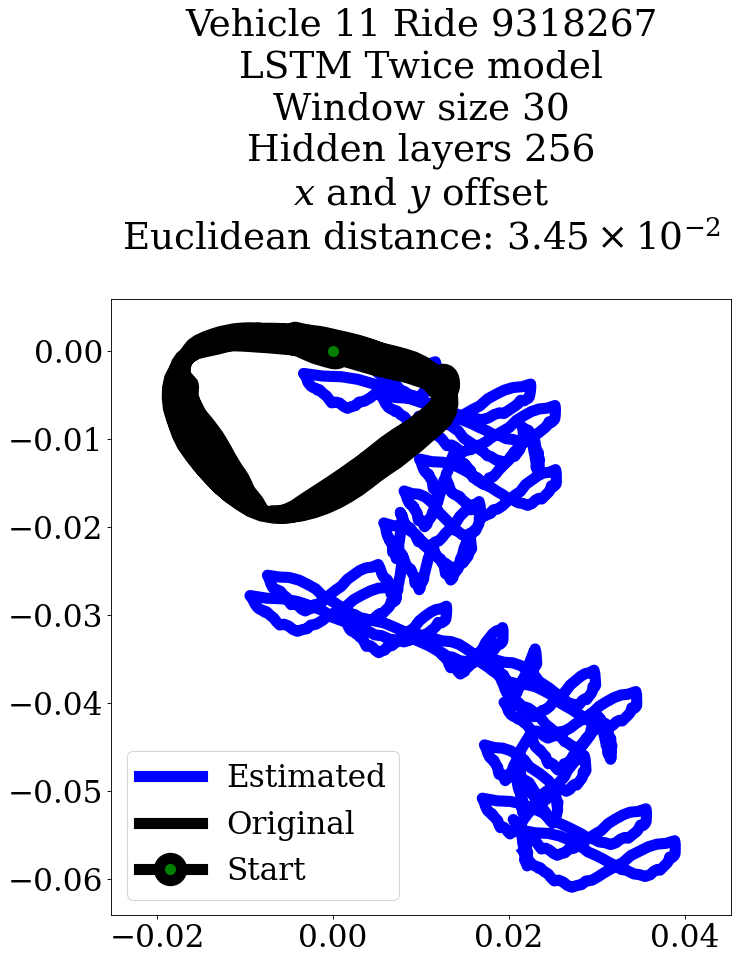 Vehicle 11 Ride 9318267
LSTM Twice model
Window size 30
Hidden layers 256
x and y offset
Euclidean distance: 3.45 × 10⁻²
0.00
−0.01
−0.02
−0.03
−0.04
−0.05
−0.06
Estimated
Original
Start
−0.02
0.00
0.02
0.04